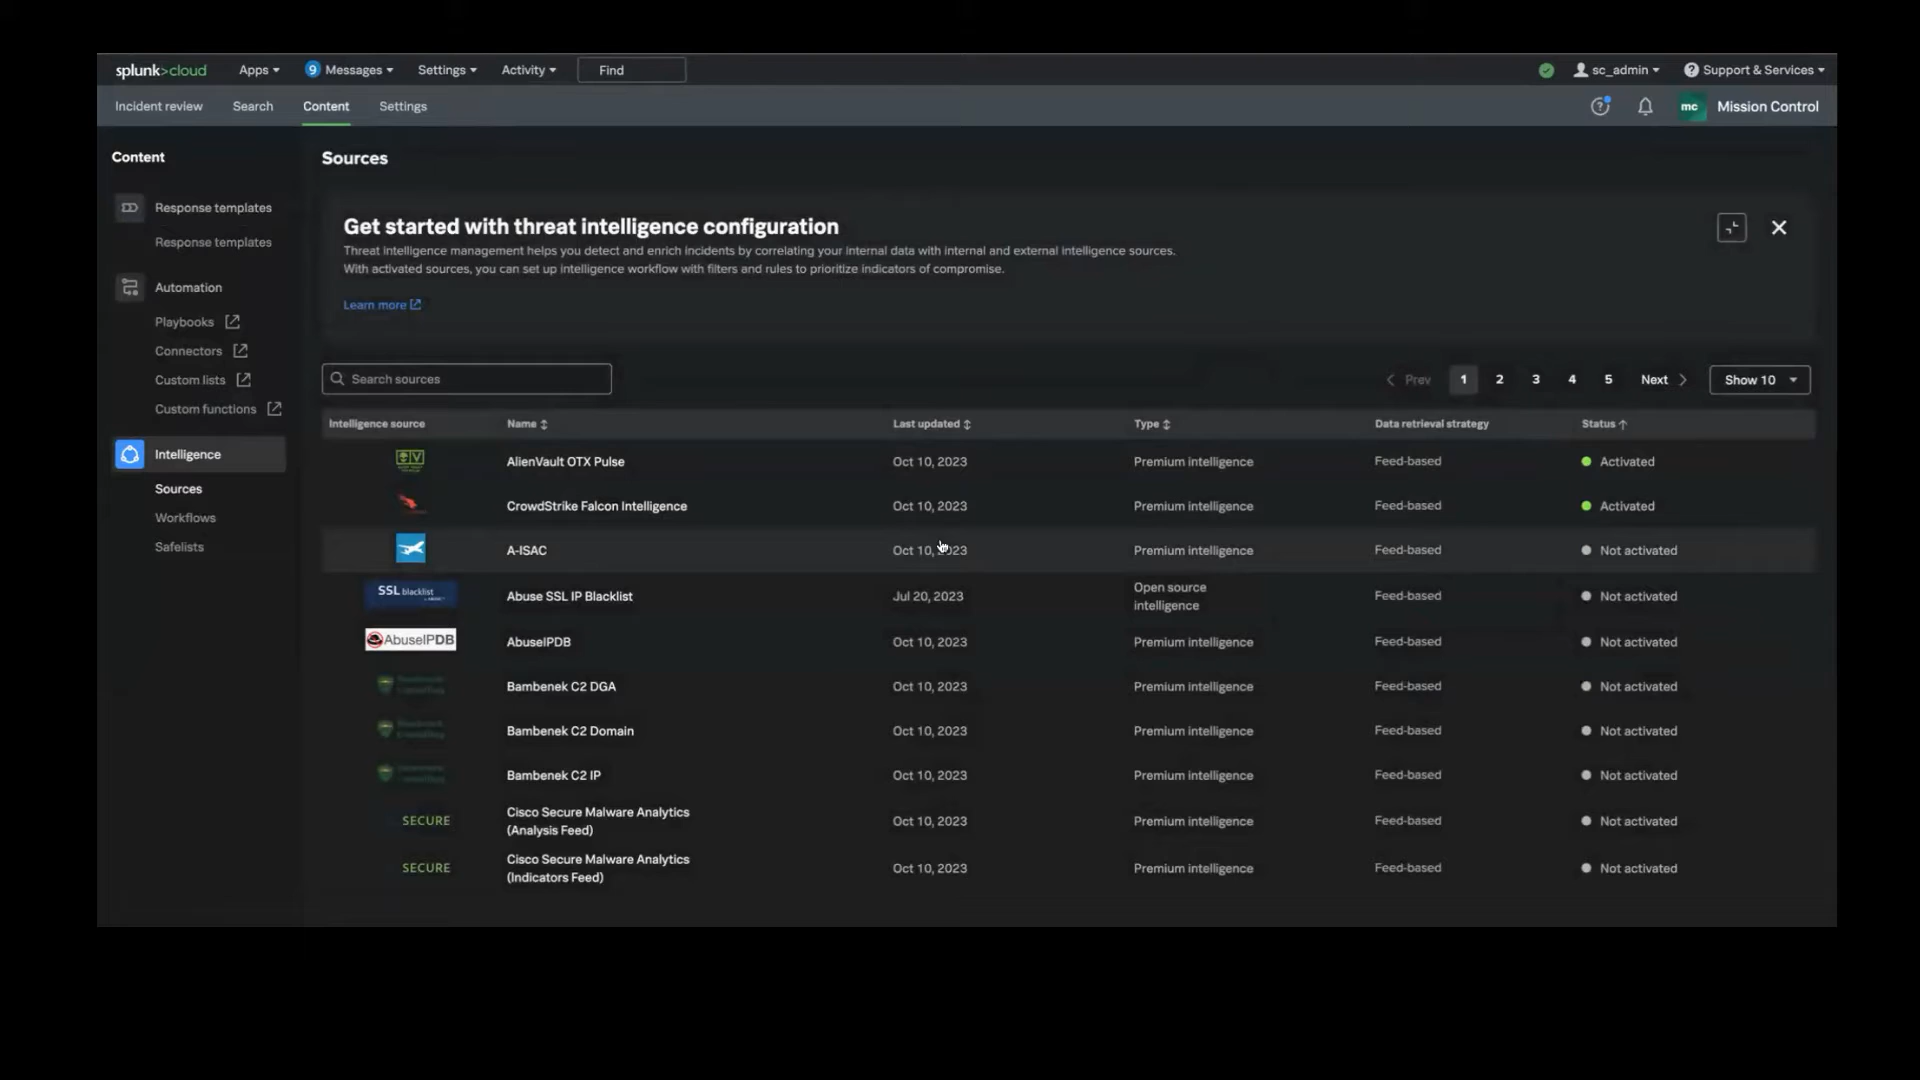 splunk>cloud Apps 9 Messages Settings Activity Find sc_admin Support & Services
Incident review Search Content Settings mc Mission Control
Content
Response templates
Response templates
Automation
Playbooks
Connectors
Custom lists
Custom functions
Intelligence
Sources
Workflows
Safelists
Sources
Get started with threat intelligence configuration
Threat intelligence management helps you detect and enrich incidents by correlating your internal data with internal and external intelligence sources.
With activated sources, you can set up intelligence workflow with filters and rules to prioritize indicators of compromise.
Learn more
Search sources Prev 1 2 3 4 5 Next Show 10
Intelligence source Name Last updated Type Data retrieval strategy Status
AlienVault OTX Pulse Oct 10, 2023 Premium intelligence Feed-based Activated
CrowdStrike Falcon Intelligence Oct 10, 2023 Premium intelligence Feed-based Activated
A-ISAC Oct 10, 2023 Premium intelligence Feed-based Not activated
SSL blacklist Abuse SSL IP Blacklist Jul 20, 2023 Open source intelligence Feed-based Not activated
AbuseIPDB AbuseIPDB Oct 10, 2023 Premium intelligence Feed-based Not activated
Bambenek C2 DGA Oct 10, 2023 Premium intelligence Feed-based Not activated
Bambenek C2 Domain Oct 10, 2023 Premium intelligence Feed-based Not activated
Bambenek C2 IP Oct 10, 2023 Premium intelligence Feed-based Not activated
SECURE Cisco Secure Malware Analytics (Analysis Feed) Oct 10, 2023 Premium intelligence Feed-based Not activated
SECURE Cisco Secure Malware Analytics (Indicators Feed) Oct 10, 2023 Premium intelligence Feed-based Not activated